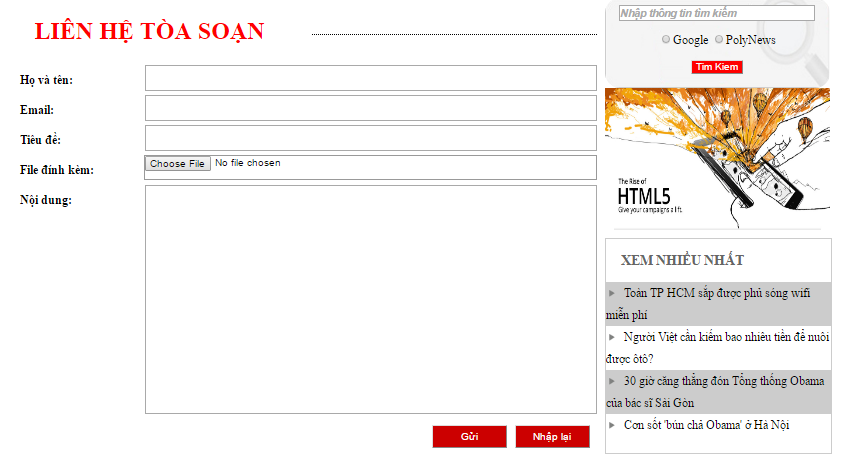 LIÊN HỆ TÒA SOẠN
Họ và tên:
Email:
Tiêu đề:
File đính kèm:
Choose File No file chosen
Nội dung:
Gửi
Nhập lại
Nhập thông tin tìm kiếm
Google PolyNews
Tìm Kiếm
The Rise of
HTML5
Give your campaigns a lift.
XEM NHIỀU NHẤT
Toàn TP HCM sắp được phủ sóng wifi
miễn phí
Người Việt cần kiếm bao nhiêu tiền để nuôi
được ôtô?
30 giờ căng thẳng đón Tổng thống Obama
của bác sĩ Sài Gòn
Cơn sốt 'bún chả Obama' ở Hà Nội